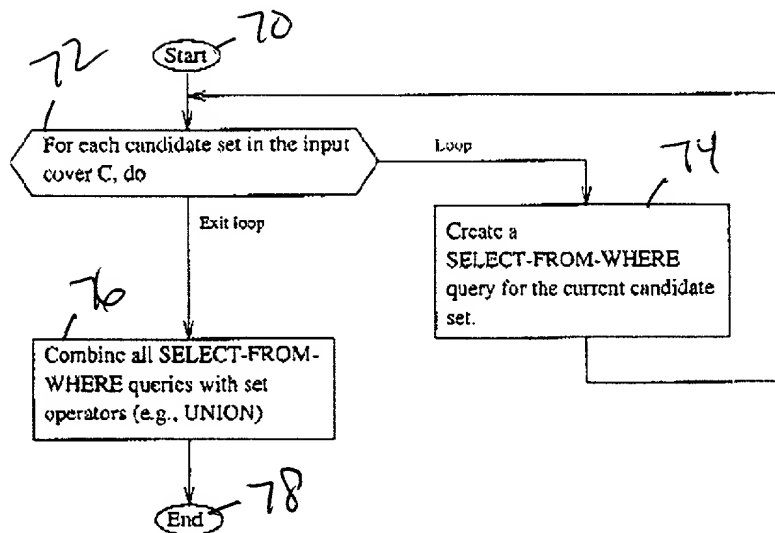 70
Start
72
For each candidate set in the input
cover C, do
Loop
74
Exit loop
Create a
SELECT-FROM-WHERE
query for the current candidate
set.
76
Combine all SELECT-FROM-
WHERE queries with set
operators (e.g., UNION)
78
End